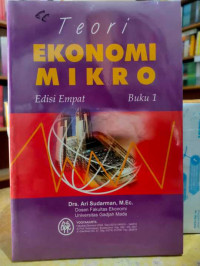 Teori
EKONOMI
MIKRO
Edisi Empat Buku 1
Drs. Ari Sudarman, M.Ec.
Dosen Fakultas Ekonomi
Universitas Gadjah Mada